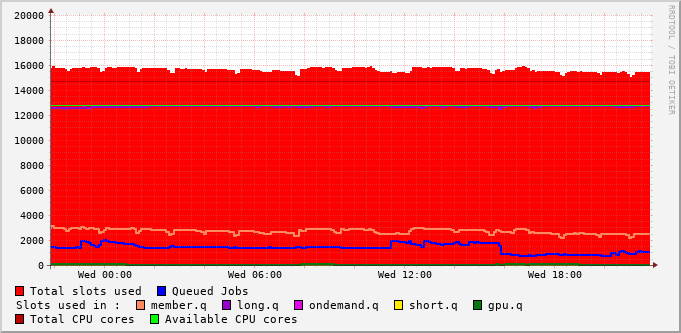 RRDTOOL / TOBI OETIKER
20000
18000
16000
14000
12000
10000
8000
6000
4000
2000
0
Wed 00:00 Wed 06:00 Wed 12:00 Wed 18:00
Total slots used Queued Jobs
Slots used in : member.q long.q ondemand.q short.q gpu.q
Total CPU cores Available CPU cores